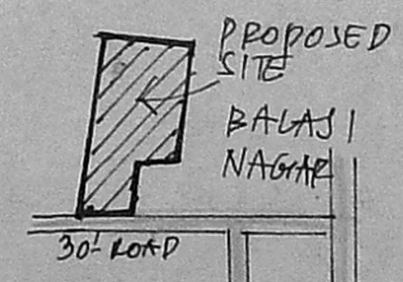 PROPOSED
SITE
BALAJI
NAGAR
30'-ROAD